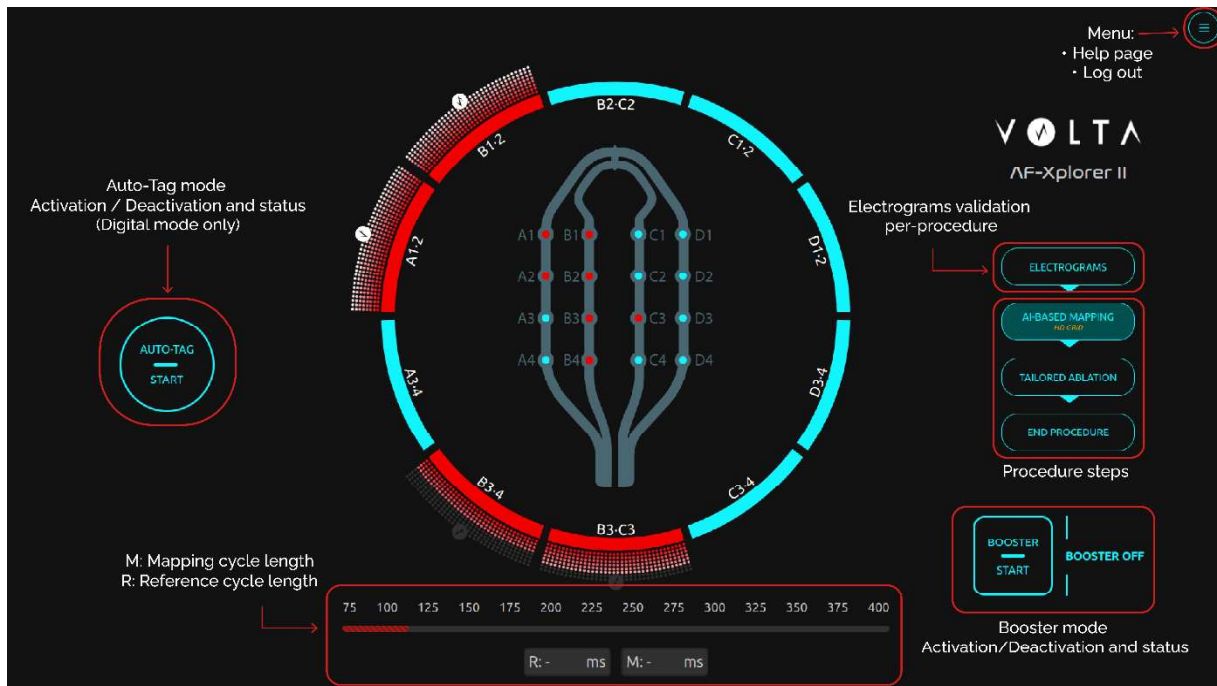 Menu:
• Help page
• Log out
VOLTA
AF-Xplorer II
B2-C2
B1-2
C1-2
A1-2
D1-2
A3-4
D3-4
B3-4
C3-4
B3-C3
A1 B1 C1 D1
A2 B2 C2 D2
A3 B3 C3 D3
A4 B4 C4 D4
Auto-Tag mode
Activation / Deactivation and status
(Digital mode only)
AUTO-TAG
START
Electrograms validation
per-procedure
ELECTROGRAMS
AI-BASED MAPPING
HD GRID
TAILORED ABLATION
END PROCEDURE
Procedure steps
BOOSTER
START
BOOSTER OFF
Booster mode
Activation/Deactivation and status
M: Mapping cycle length
R: Reference cycle length
75 100 125 150 175 200 225 250 275 300 325 350 375 400
R: - ms M: - ms